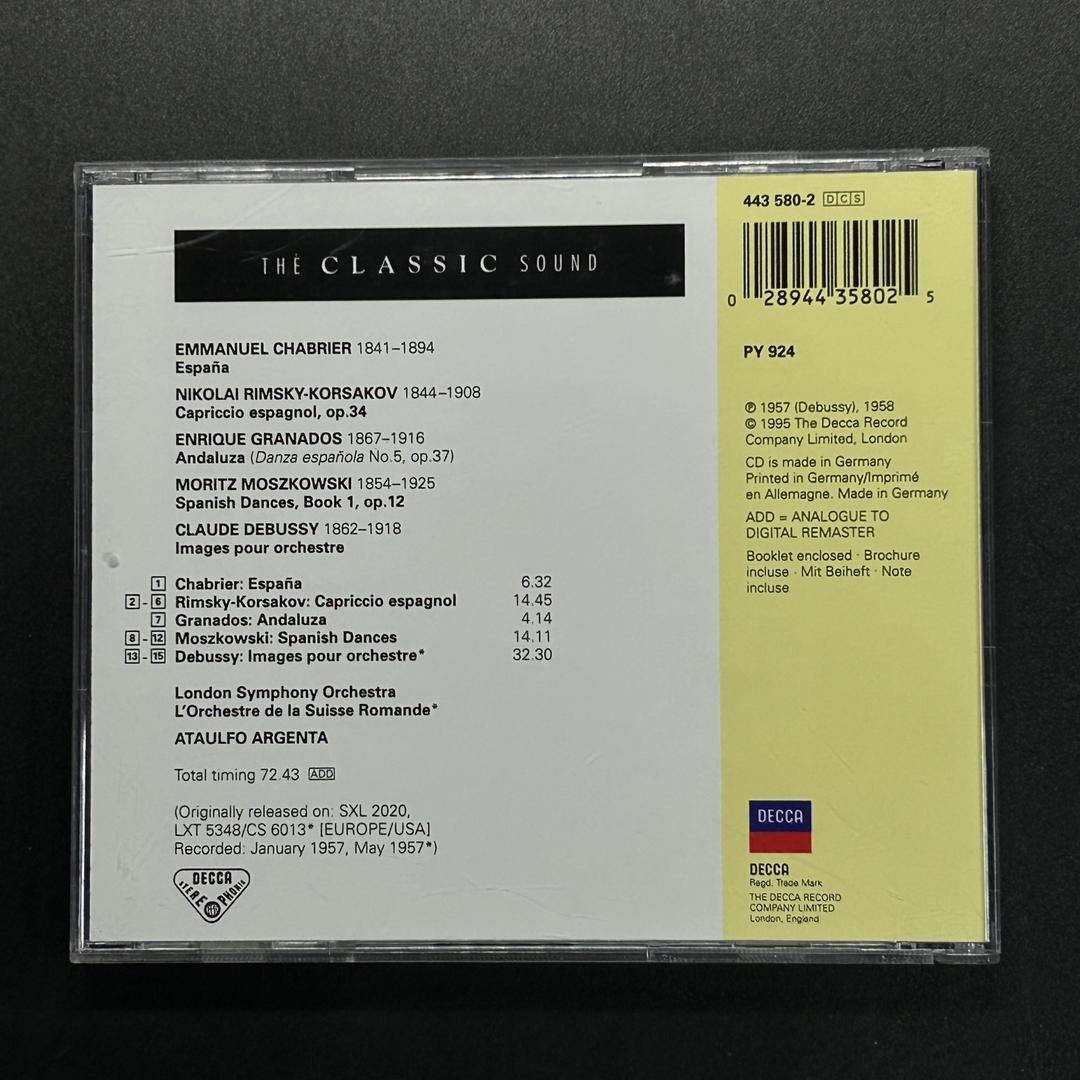 THE CLASSIC SOUND
EMMANUEL CHABRIER 1841–1894
España
NIKOLAI RIMSKY-KORSAKOV 1844–1908
Capriccio espagnol, op.34
ENRIQUE GRANADOS 1867–1916
Andaluza (Danza española No.5, op.37)
MORITZ MOSZKOWSKI 1854–1925
Spanish Dances, Book 1, op.12
CLAUDE DEBUSSY 1862–1918
Images pour orchestre
1 Chabrier: España 6.32
2 - 6 Rimsky-Korsakov: Capriccio espagnol 14.45
7 Granados: Andaluza 4.14
8 - 12 Moszkowski: Spanish Dances 14.11
13 - 15 Debussy: Images pour orchestre* 32.30
London Symphony Orchestra
L'Orchestre de la Suisse Romande*
ATAULFO ARGENTA
Total timing 72.43 ADD
(Originally released on: SXL 2020,
LXT 5348/CS 6013* [EUROPE/USA]
Recorded: January 1957, May 1957*)
DECCA
STEREOPHONIC
ffss
443 580-2 DCS
0 28944 35802 5
PY 924
℗ 1957 (Debussy), 1958
© 1995 The Decca Record
Company Limited, London
CD is made in Germany
Printed in Germany/Imprimé
en Allemagne. Made in Germany
ADD = ANALOGUE TO
DIGITAL REMASTER
Booklet enclosed · Brochure
incluse · Mit Beiheft · Note
incluse
DECCA
DECCA
Regd. Trade Mark
THE DECCA RECORD
COMPANY LIMITED
London, England